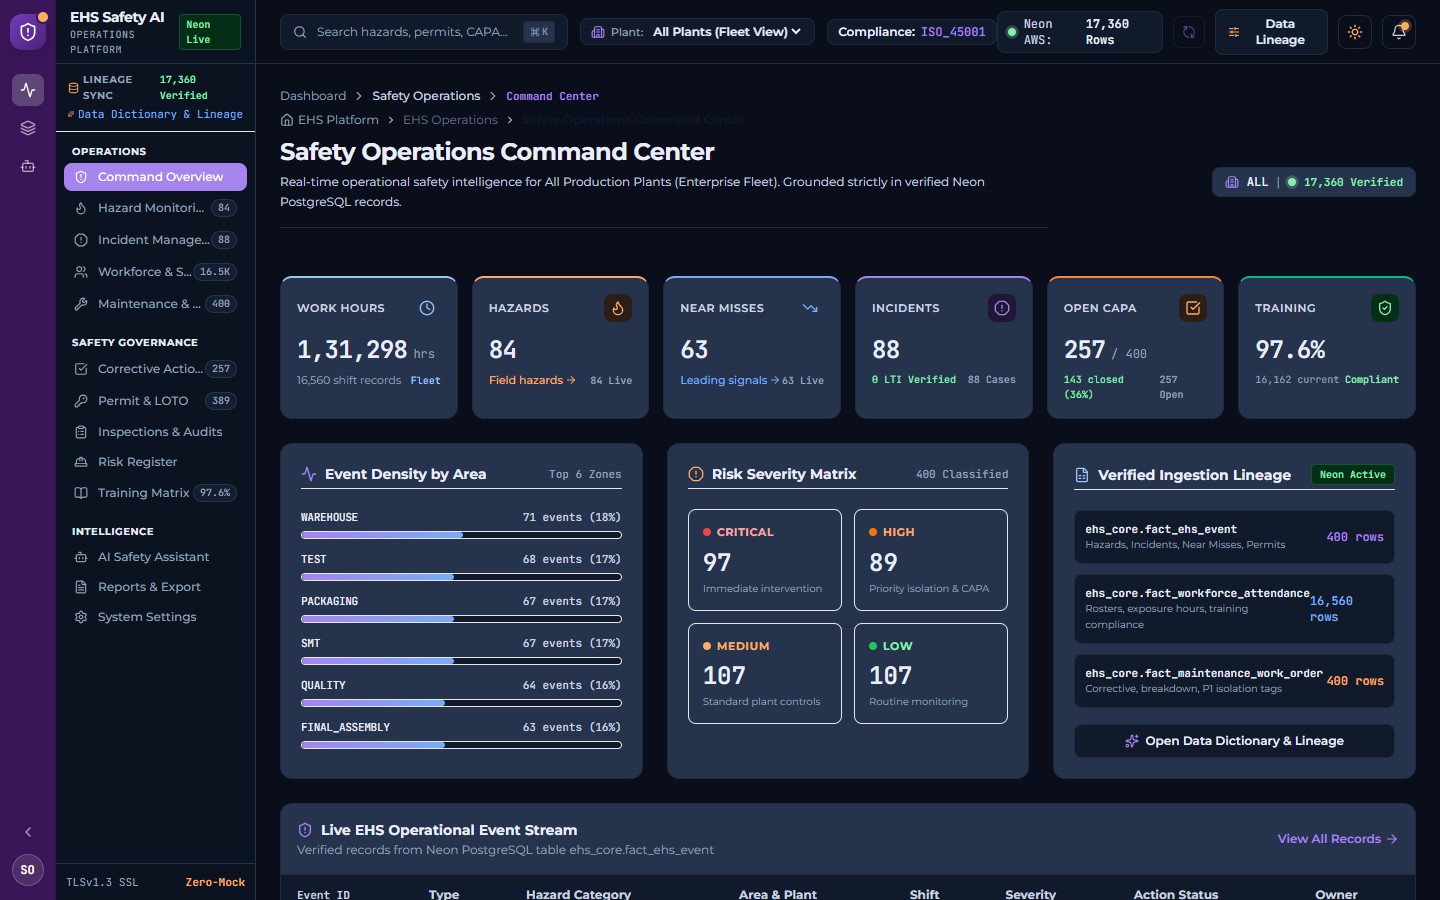 EHS Safety AI
OPERATIONS
PLATFORM
Neon
Live
Search hazards, permits, CAPA...
⌘K
Plant: All Plants (Fleet View)
Compliance: ISO_45001
Neon
AWS:
17,360
Rows
Data
Lineage
LINEAGE
SYNC
17,360
Verified
Data Dictionary & Lineage
OPERATIONS
Command Overview
Hazard Monitori... 84
Incident Manage... 88
Workforce & S... 16.5K
Maintenance & ... 400
SAFETY GOVERNANCE
Corrective Actio... 257
Permit & LOTO 389
Inspections & Audits
Risk Register
Training Matrix 97.6%
INTELLIGENCE
AI Safety Assistant
Reports & Export
System Settings
SO
TLSv1.3 SSL Zero-Mock
Dashboard > Safety Operations > Command Center
EHS Platform > EHS Operations > Safety Operations Command Center
Safety Operations Command Center
Real-time operational safety intelligence for All Production Plants (Enterprise Fleet). Grounded strictly in verified Neon
PostgreSQL records.
ALL | 17,360 Verified
WORK HOURS
1,31,298 hrs
16,560 shift records Fleet
HAZARDS
84
Field hazards → 84 Live
NEAR MISSES
63
Leading signals → 63 Live
INCIDENTS
88
0 LTI Verified 88 Cases
OPEN CAPA
257 / 400
143 closed
(36%)
257
Open
TRAINING
97.6%
16,162 current Compliant
Event Density by Area Top 6 Zones
WAREHOUSE 71 events (18%)
TEST 68 events (17%)
PACKAGING 67 events (17%)
SMT 67 events (17%)
QUALITY 64 events (16%)
FINAL_ASSEMBLY 63 events (16%)
Risk Severity Matrix 400 Classified
CRITICAL
97
Immediate intervention
HIGH
89
Priority isolation & CAPA
MEDIUM
107
Standard plant controls
LOW
107
Routine monitoring
Verified Ingestion Lineage Neon Active
ehs_core.fact_ehs_event
Hazards, Incidents, Near Misses, Permits
400 rows
ehs_core.fact_workforce_attendance
Rosters, exposure hours, training
compliance
16,560
rows
ehs_core.fact_maintenance_work_order
Corrective, breakdown, P1 isolation tags
400 rows
Open Data Dictionary & Lineage
Live EHS Operational Event Stream
Verified records from Neon PostgreSQL table ehs_core.fact_ehs_event
View All Records →
Event ID Type Hazard Category Area & Plant Shift Severity Action Status Owner